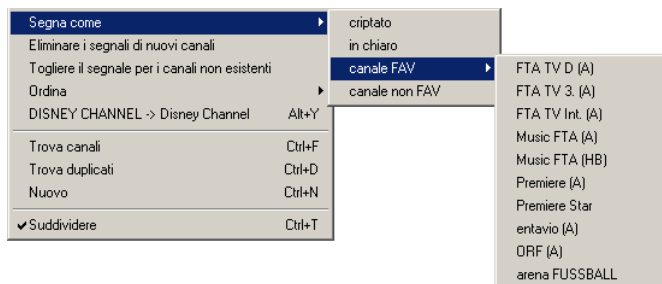 Segna come
Eliminare i segnali di nuovi canali
Togliere il segnale per i canali non esistenti
Ordina
DISNEY CHANNEL -> Disney Channel Alt+Y
Trova canali Ctrl+F
Trova duplicati Ctrl+D
Nuovo Ctrl+N
Suddividere Ctrl+T
criptato
in chiaro
canale FAV
canale non FAV
FTA TV D (A)
FTA TV 3. (A)
FTA TV Int. (A)
Music FTA (A)
Music FTA (HB)
Premiere (A)
Premiere Star
entavio (A)
ORF (A)
arena FUSSBALL